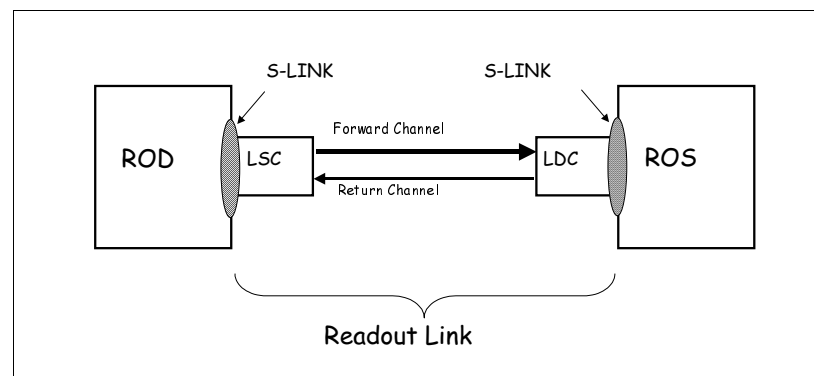 S-LINK
S-LINK
Forward Channel
ROD
LSC
LDC
ROS
Return Channel
Readout Link